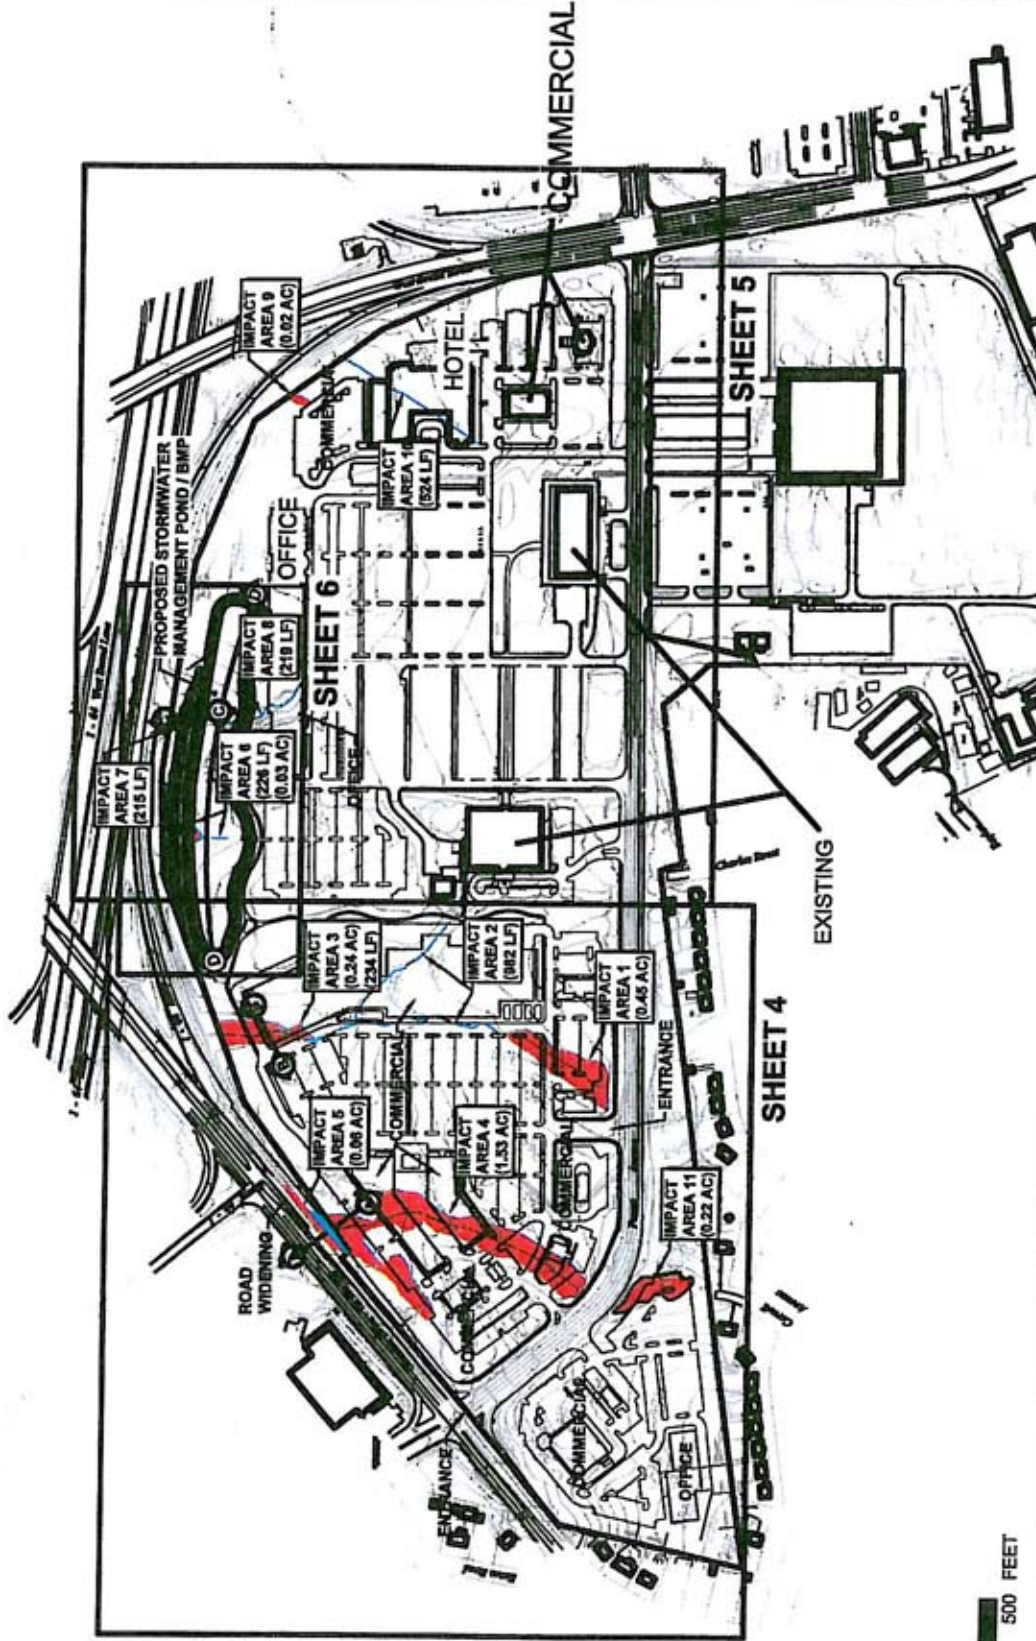 COMMERCIAL
IMPACT
AREA 9
(0.02 AC)
COMMERCIAL
HOTEL
IMPACT
AREA 10
(524 LF)
SHEET 5
PROPOSED STORMWATER
MANAGEMENT POND / BMP
OFFICE
IMPACT
AREA 8
(219 LF)
SHEET 6
IMPACT
AREA 7
(215 LF)
IMPACT
AREA 6
(226 LF)
(0.03 AC)
OFFICE
EXISTING
IMPACT
AREA 3
(0.24 AC)
(234 LF)
IMPACT
AREA 2
(982 LF)
IMPACT
AREA 1
(0.45 AC)
ENTRANCE
SHEET 4
IMPACT
AREA 5
(0.06 AC)
COMMERCIAL
IMPACT
AREA 4
(1.53 AC)
COMMERCIAL
IMPACT
AREA 11
(0.22 AC)
ROAD
WIDENING
COMMERCIAL
COMMERCIAL
OFFICE
ENTRANCE
500 FEET